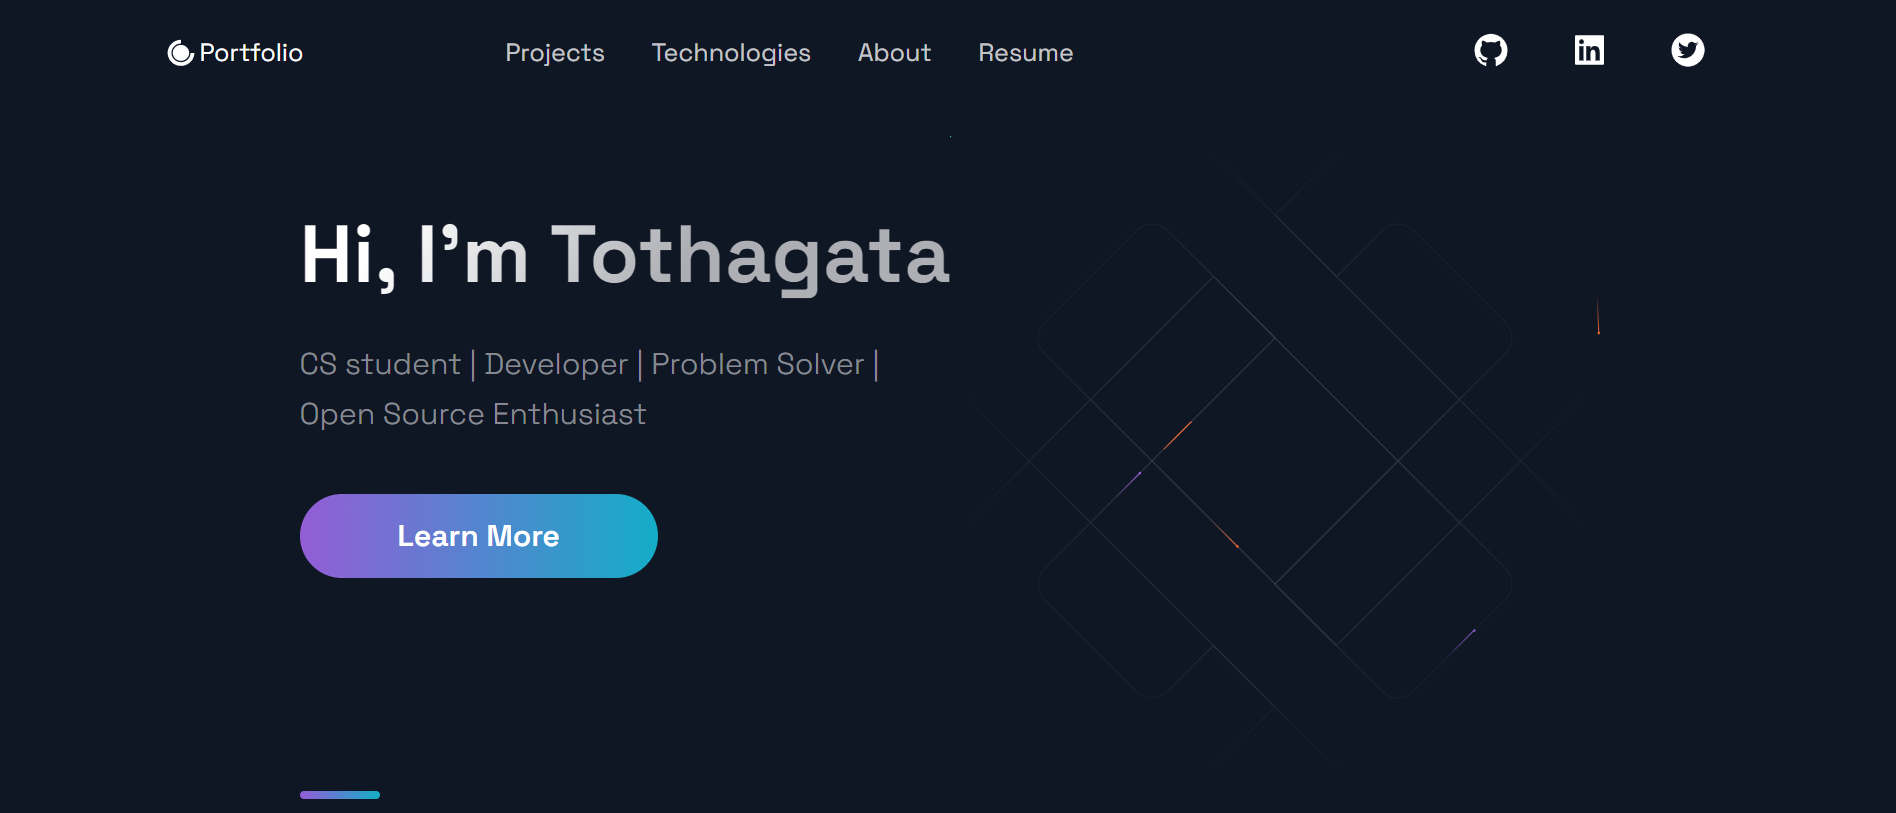 Portfolio Projects Technologies About Resume
Hi, I’m Tothagata
CS student | Developer | Problem Solver |
Open Source Enthusiast
Learn More